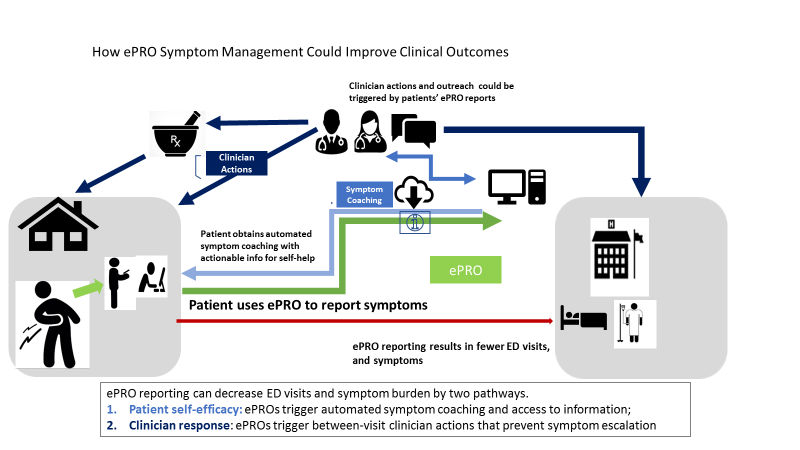 How ePRO Symptom Management Could Improve Clinical Outcomes
Clinician actions and outreach could be
triggered by patients' ePRO reports
Rx
Clinician
Actions
Symptom
Coaching
i
H
Patient obtains automated
symptom coaching with
actionable info for self-help
ePRO
Patient uses ePRO to report symptoms
ePRO reporting results in fewer ED visits,
and symptoms
ePRO reporting can decrease ED visits and symptom burden by two pathways.
1. Patient self-efficacy: ePROs trigger automated symptom coaching and access to information;
2. Clinician response: ePROs trigger between-visit clinician actions that prevent symptom escalation